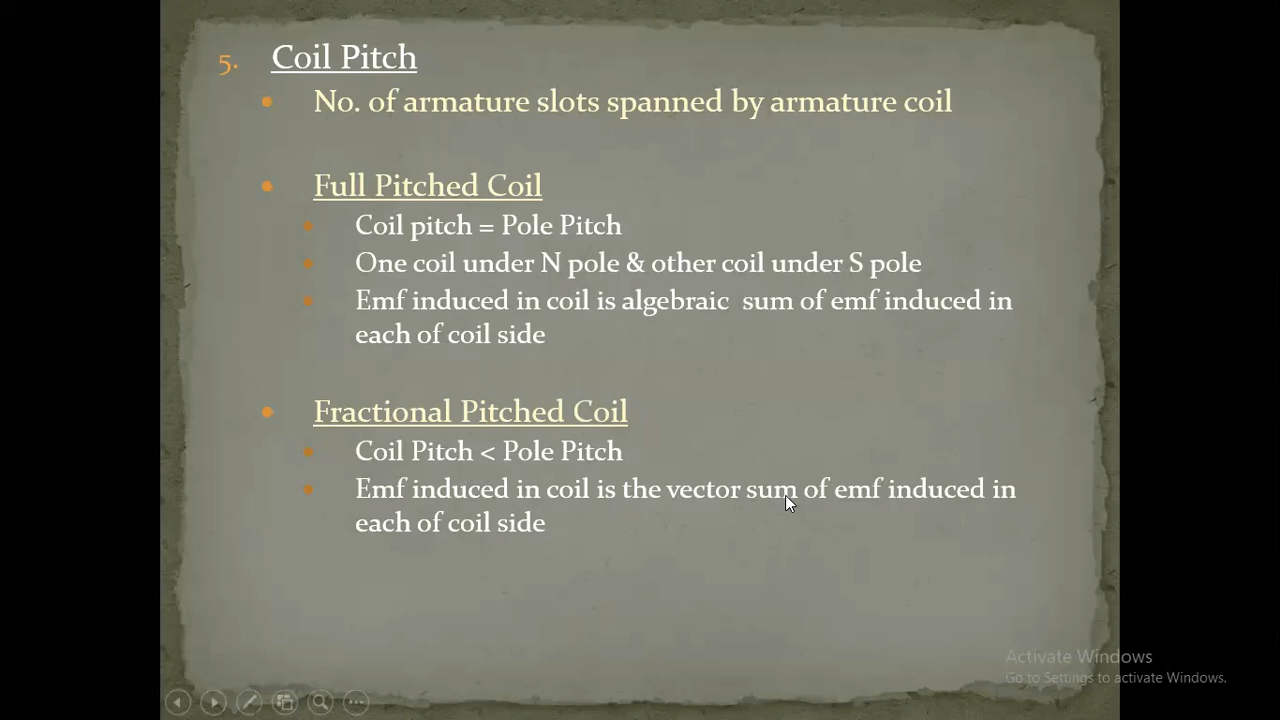 5. Coil Pitch
• No. of armature slots spanned by armature coil
• Full Pitched Coil
• Coil pitch = Pole Pitch
• One coil under N pole & other coil under S pole
• Emf induced in coil is algebraic sum of emf induced in
each of coil side
• Fractional Pitched Coil
• Coil Pitch < Pole Pitch
• Emf induced in coil is the vector sum of emf induced in
each of coil side
Activate Windows
Go to Settings to activate Windows.